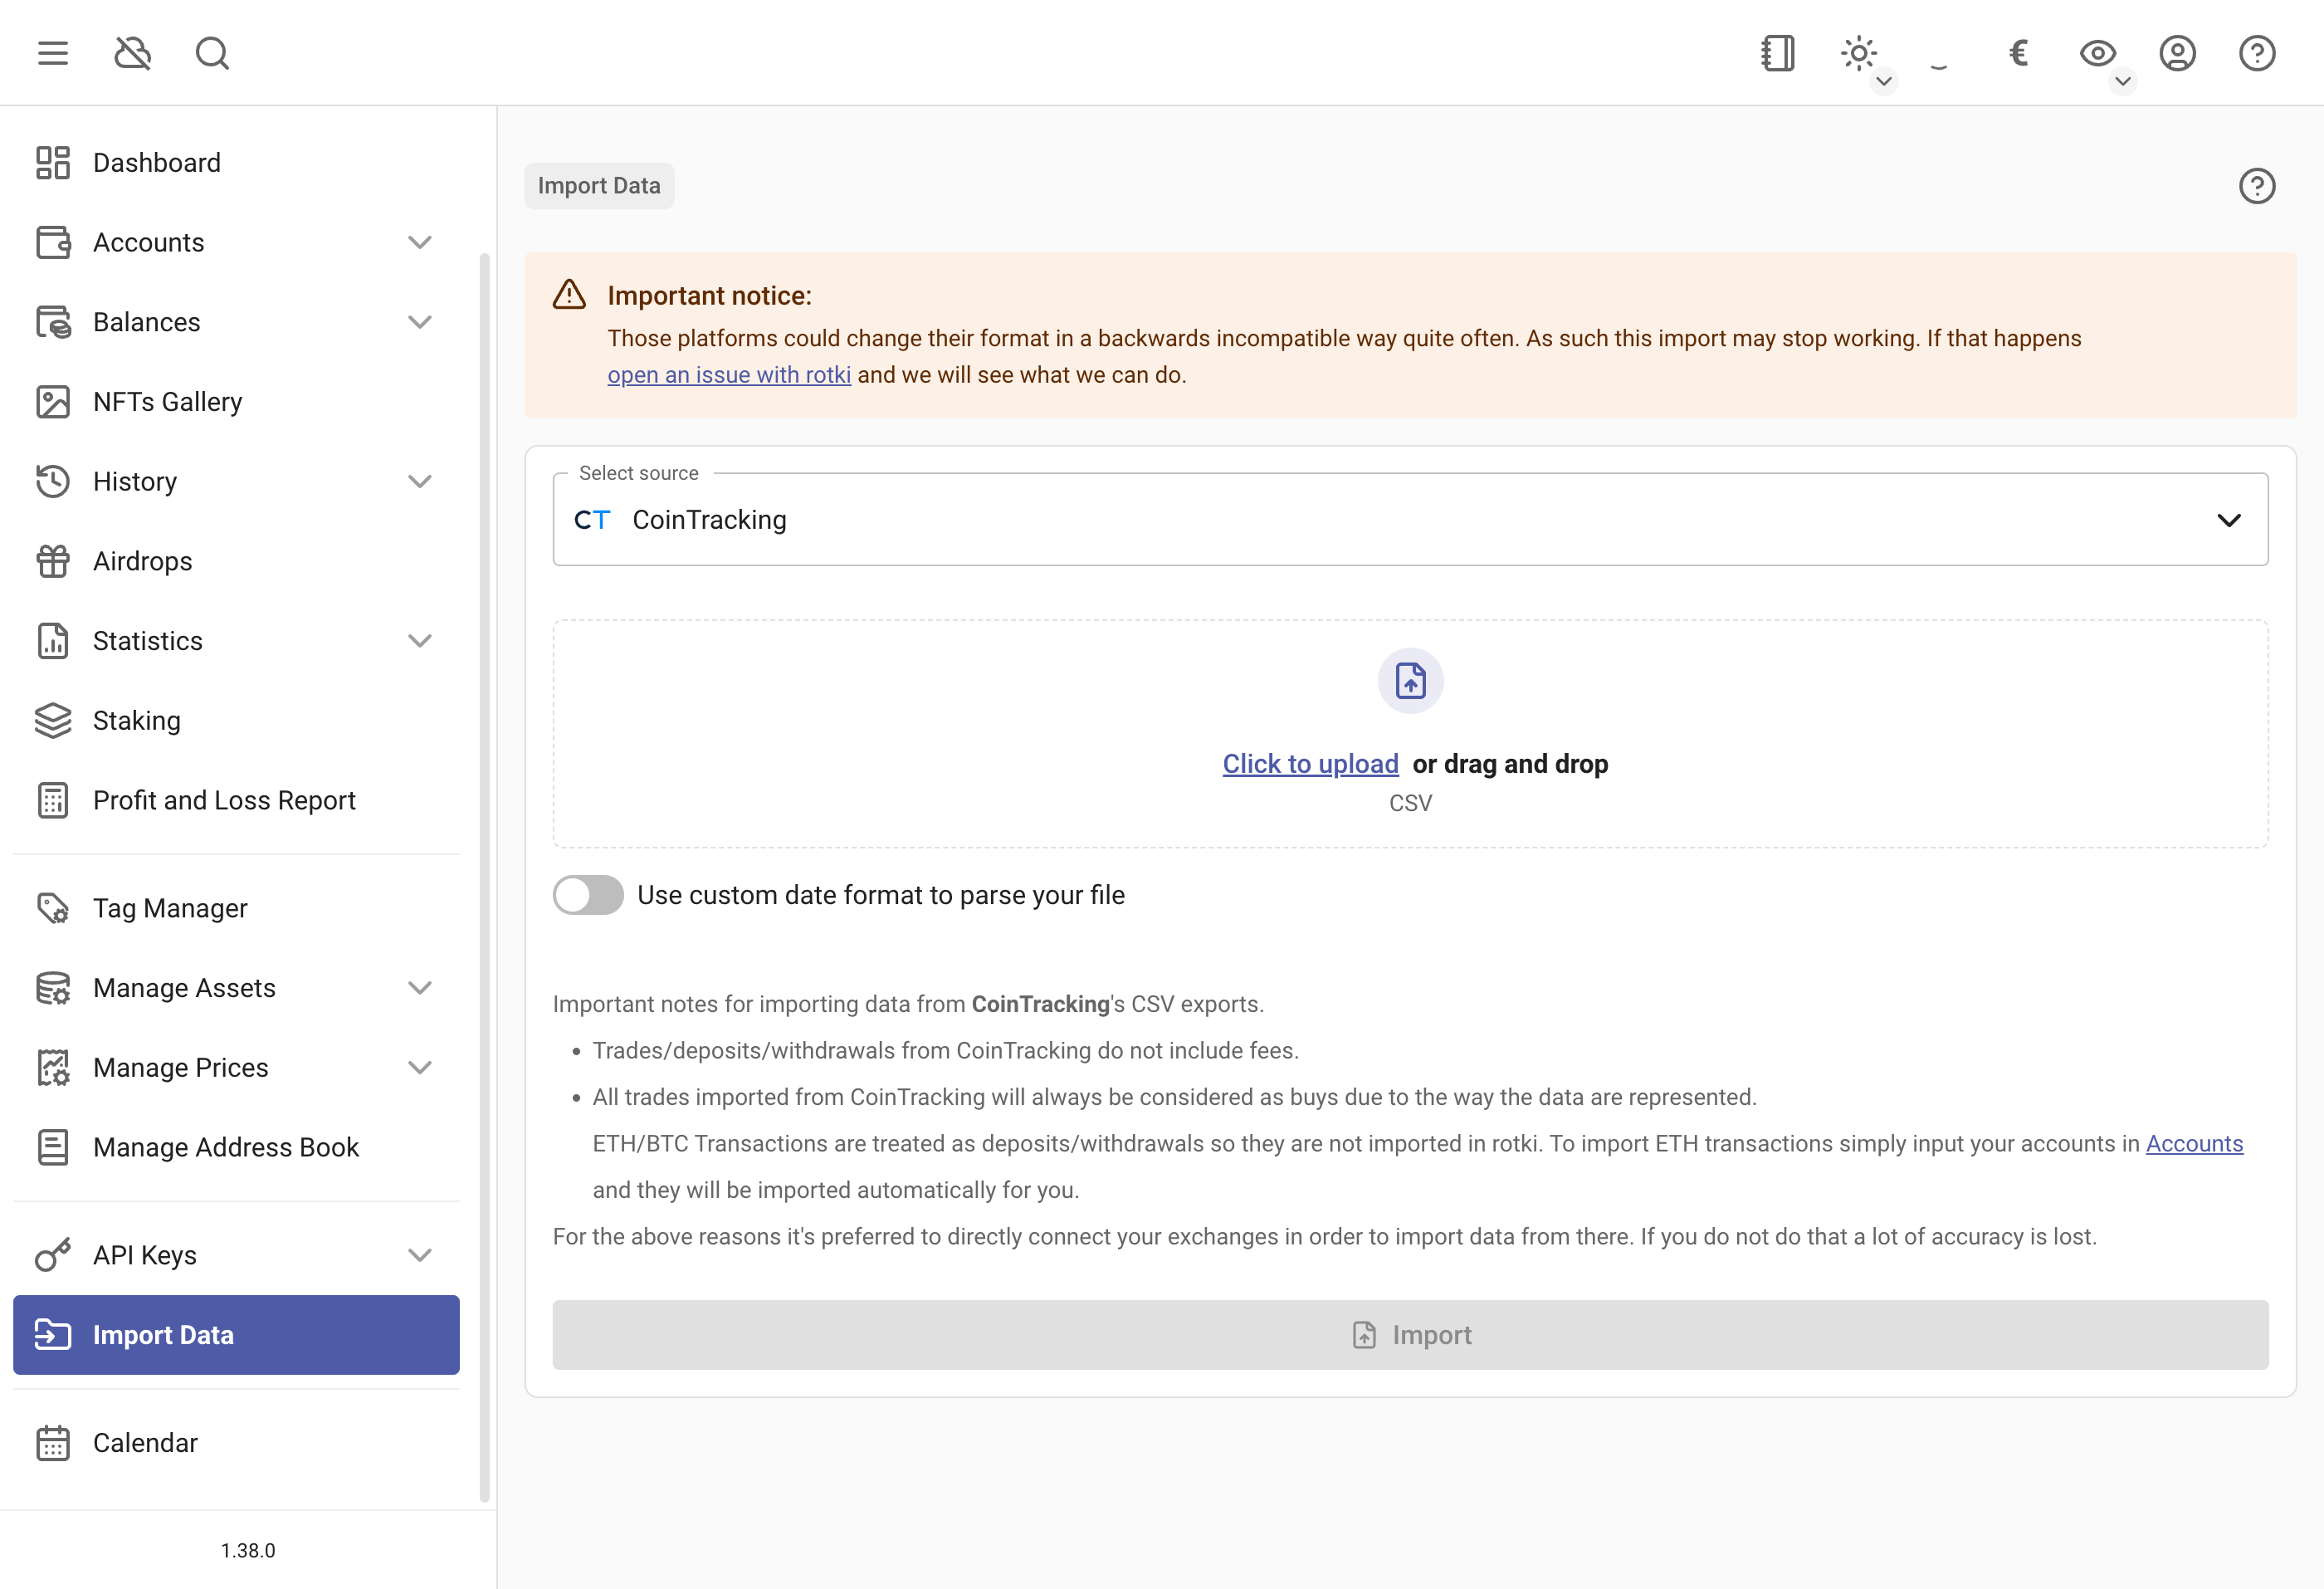 €
Dashboard
Accounts
Balances
NFTs Gallery
History
Airdrops
Statistics
Staking
Profit and Loss Report
Tag Manager
Manage Assets
Manage Prices
Manage Address Book
API Keys
Import Data
Calendar
1.38.0
Import Data
Important notice:
Those platforms could change their format in a backwards incompatible way quite often. As such this import may stop working. If that happens
open an issue with rotki and we will see what we can do.
Select source
CT CoinTracking
Click to upload or drag and drop
CSV
Use custom date format to parse your file
Important notes for importing data from CoinTracking's CSV exports.
• Trades/deposits/withdrawals from CoinTracking do not include fees.
• All trades imported from CoinTracking will always be considered as buys due to the way the data are represented.
ETH/BTC Transactions are treated as deposits/withdrawals so they are not imported in rotki. To import ETH transactions simply input your accounts in Accounts
and they will be imported automatically for you.
For the above reasons it's preferred to directly connect your exchanges in order to import data from there. If you do not do that a lot of accuracy is lost.
Import